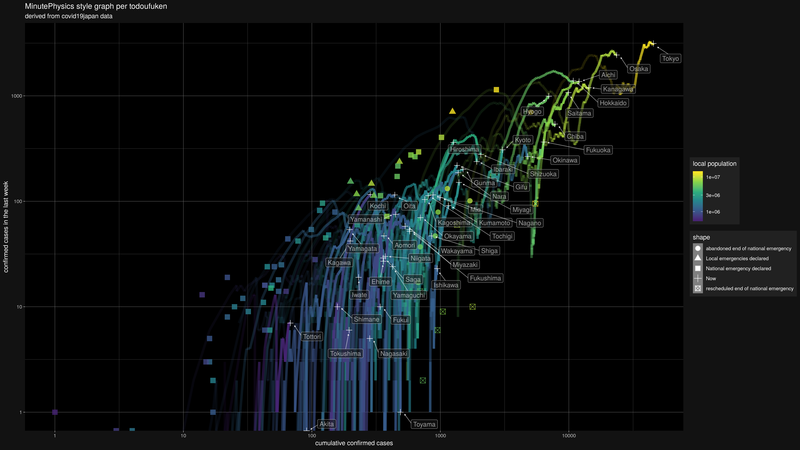 MinutePhysics style graph per todoufuken
derived from covid19japan data
confirmed cases in the last week
1000
100
10
1
1
10
100
1000
10000
cumulative confirmed cases
Tokyo
Osaka
Aichi
Kanagawa
Hokkaido
Hyogo
Saitama
Chiba
Kyoto
Fukuoka
Hiroshima
Okinawa
Ibaraki
Shizuoka
Gunma
Gifu
Nara
Kochi
Oita
Mie
Miyagi
Yamanashi
Kagoshima
Kumamoto
Nagano
Okayama
Tochigi
Yamagata
Aomori
Wakayama
Shiga
Kagawa
Niigata
Miyazaki
Ehime
Saga
Fukushima
Ishikawa
Iwate
Yamaguchi
Shimane
Fukui
Tottori
Tokushima
Nagasaki
Akita
Toyama
local population
1e+07
3e+06
1e+06
shape
abandoned end of national emergency
Local emergencies declared
National emergency declared
Now
rescheduled end of national emergency